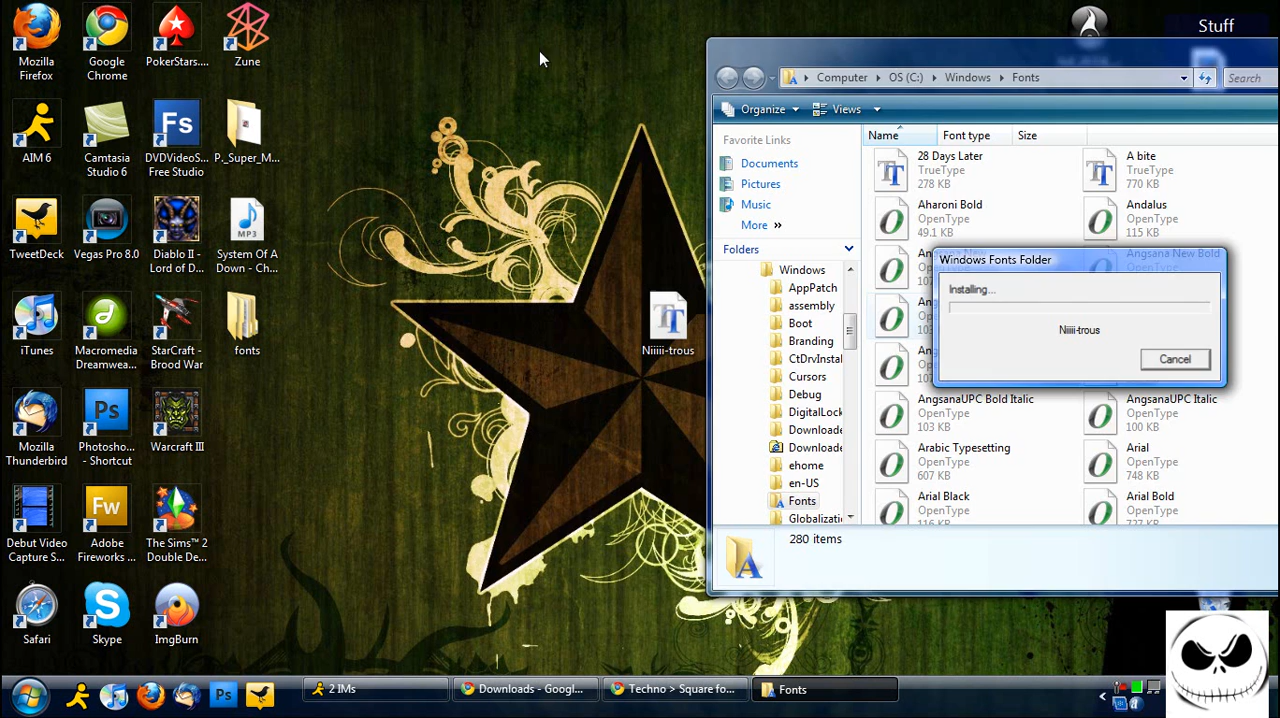 Mozilla
Firefox
Google
Chrome
PokerStars....
Zune
AIM 6
Camtasia
Studio 6
DVDVideoS...
Free Studio
P._Super_M...
TweetDeck
Vegas Pro 8.0
Diablo II -
Lord of D...
MP3
System Of A
Down - Ch...
iTunes
Macromedia
Dreamwea...
StarCraft -
Brood War
fonts
Mozilla
Thunderbird
Photosho...
- Shortcut
Warcraft III
Debut Video
Capture S...
Adobe
Fireworks ...
The Sims™ 2
Double De...
Safari
Skype
ImgBurn
Niiiii-trous
Stuff
Computer
OS (C:)
Windows
Fonts
Search
Organize
Views
Favorite Links
Documents
Pictures
Music
More »
Folders
Windows
AppPatch
assembly
Boot
Branding
CtDrvInstal
Cursors
Debug
DigitalLock
Downloade
Downloade
ehome
en-US
Fonts
Globalizatio
Name
Font type
Size
28 Days Later
TrueType
278 KB
A bite
TrueType
770 KB
Aharoni Bold
OpenType
49.1 KB
Andalus
OpenType
115 KB
Angsana New Bold
Windows Fonts Folder
Installing...
Niiiii-trous
Cancel
AngsanaUPC Bold Italic
OpenType
103 KB
AngsanaUPC Italic
OpenType
100 KB
Arabic Typesetting
OpenType
607 KB
Arial
OpenType
748 KB
Arial Black
OpenType
116 KB
Arial Bold
OpenType
727 KB
280 items
2 IMs
Downloads - Googl...
Techno > Square fo...
Fonts